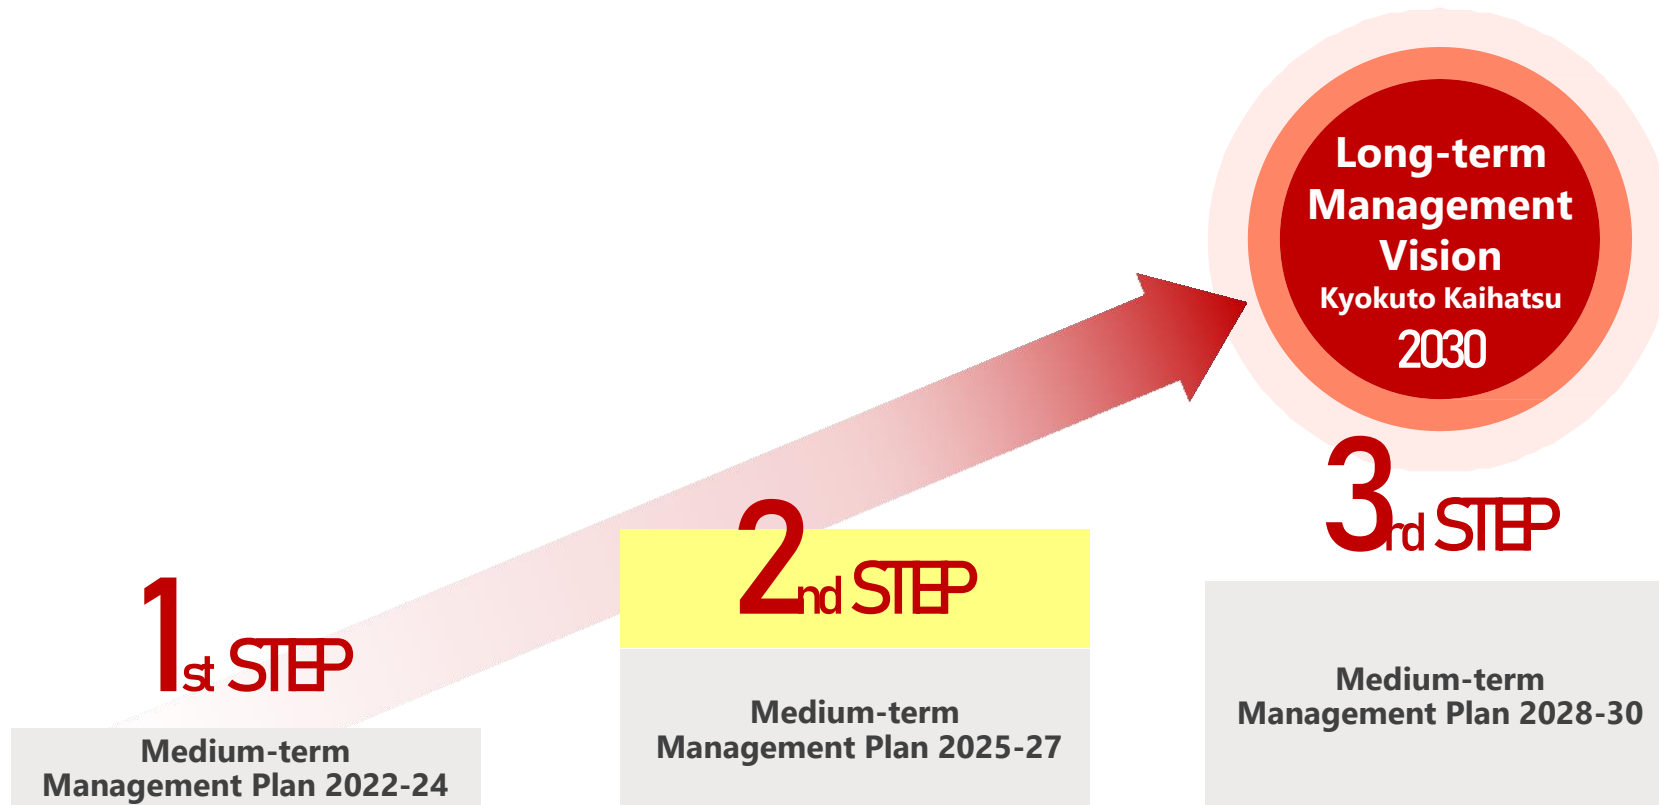 Long-term
Management
Vision
Kyokuto Kaihatsu
2030
1st STEP
Medium-term
Management Plan 2022-24
2nd STEP
Medium-term
Management Plan 2025-27
3rd STEP
Medium-term
Management Plan 2028-30